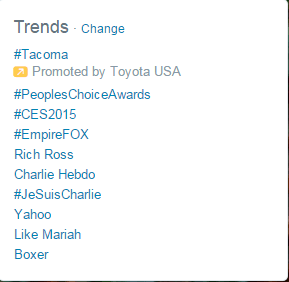 Trends · Change
#Tacoma
Promoted by Toyota USA
#PeoplesChoiceAwards
#CES2015
#EmpireFOX
Rich Ross
Charlie Hebdo
#JeSuisCharlie
Yahoo
Like Mariah
Boxer